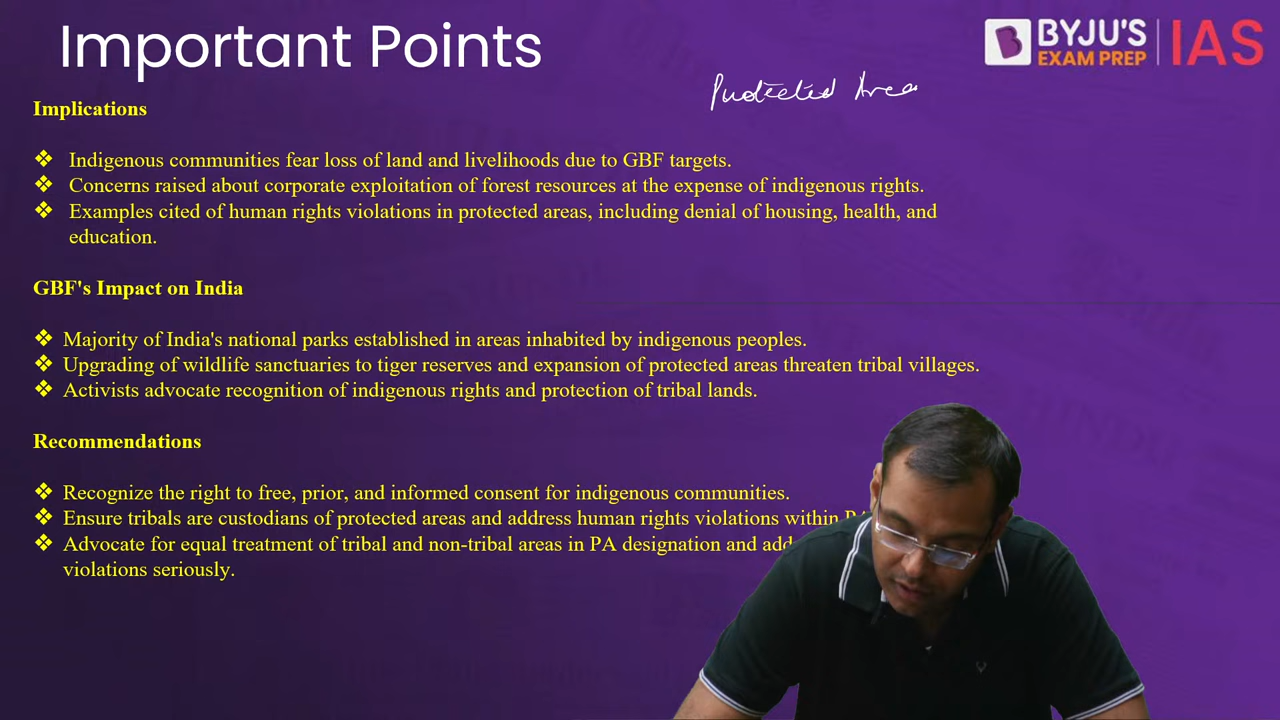 Important Points
BYJU'S
EXAM PREP
IAS
Protected Area
Implications
❖ Indigenous communities fear loss of land and livelihoods due to GBF targets.
❖ Concerns raised about corporate exploitation of forest resources at the expense of indigenous rights.
❖ Examples cited of human rights violations in protected areas, including denial of housing, health, and
education.
GBF's Impact on India
❖ Majority of India's national parks established in areas inhabited by indigenous peoples.
❖ Upgrading of wildlife sanctuaries to tiger reserves and expansion of protected areas threaten tribal villages.
❖ Activists advocate recognition of indigenous rights and protection of tribal lands.
Recommendations
❖ Recognize the right to free, prior, and informed consent for indigenous communities.
❖ Ensure tribals are custodians of protected areas and address human rights violations within
❖ Advocate for equal treatment of tribal and non-tribal areas in PA designation and
violations seriously.